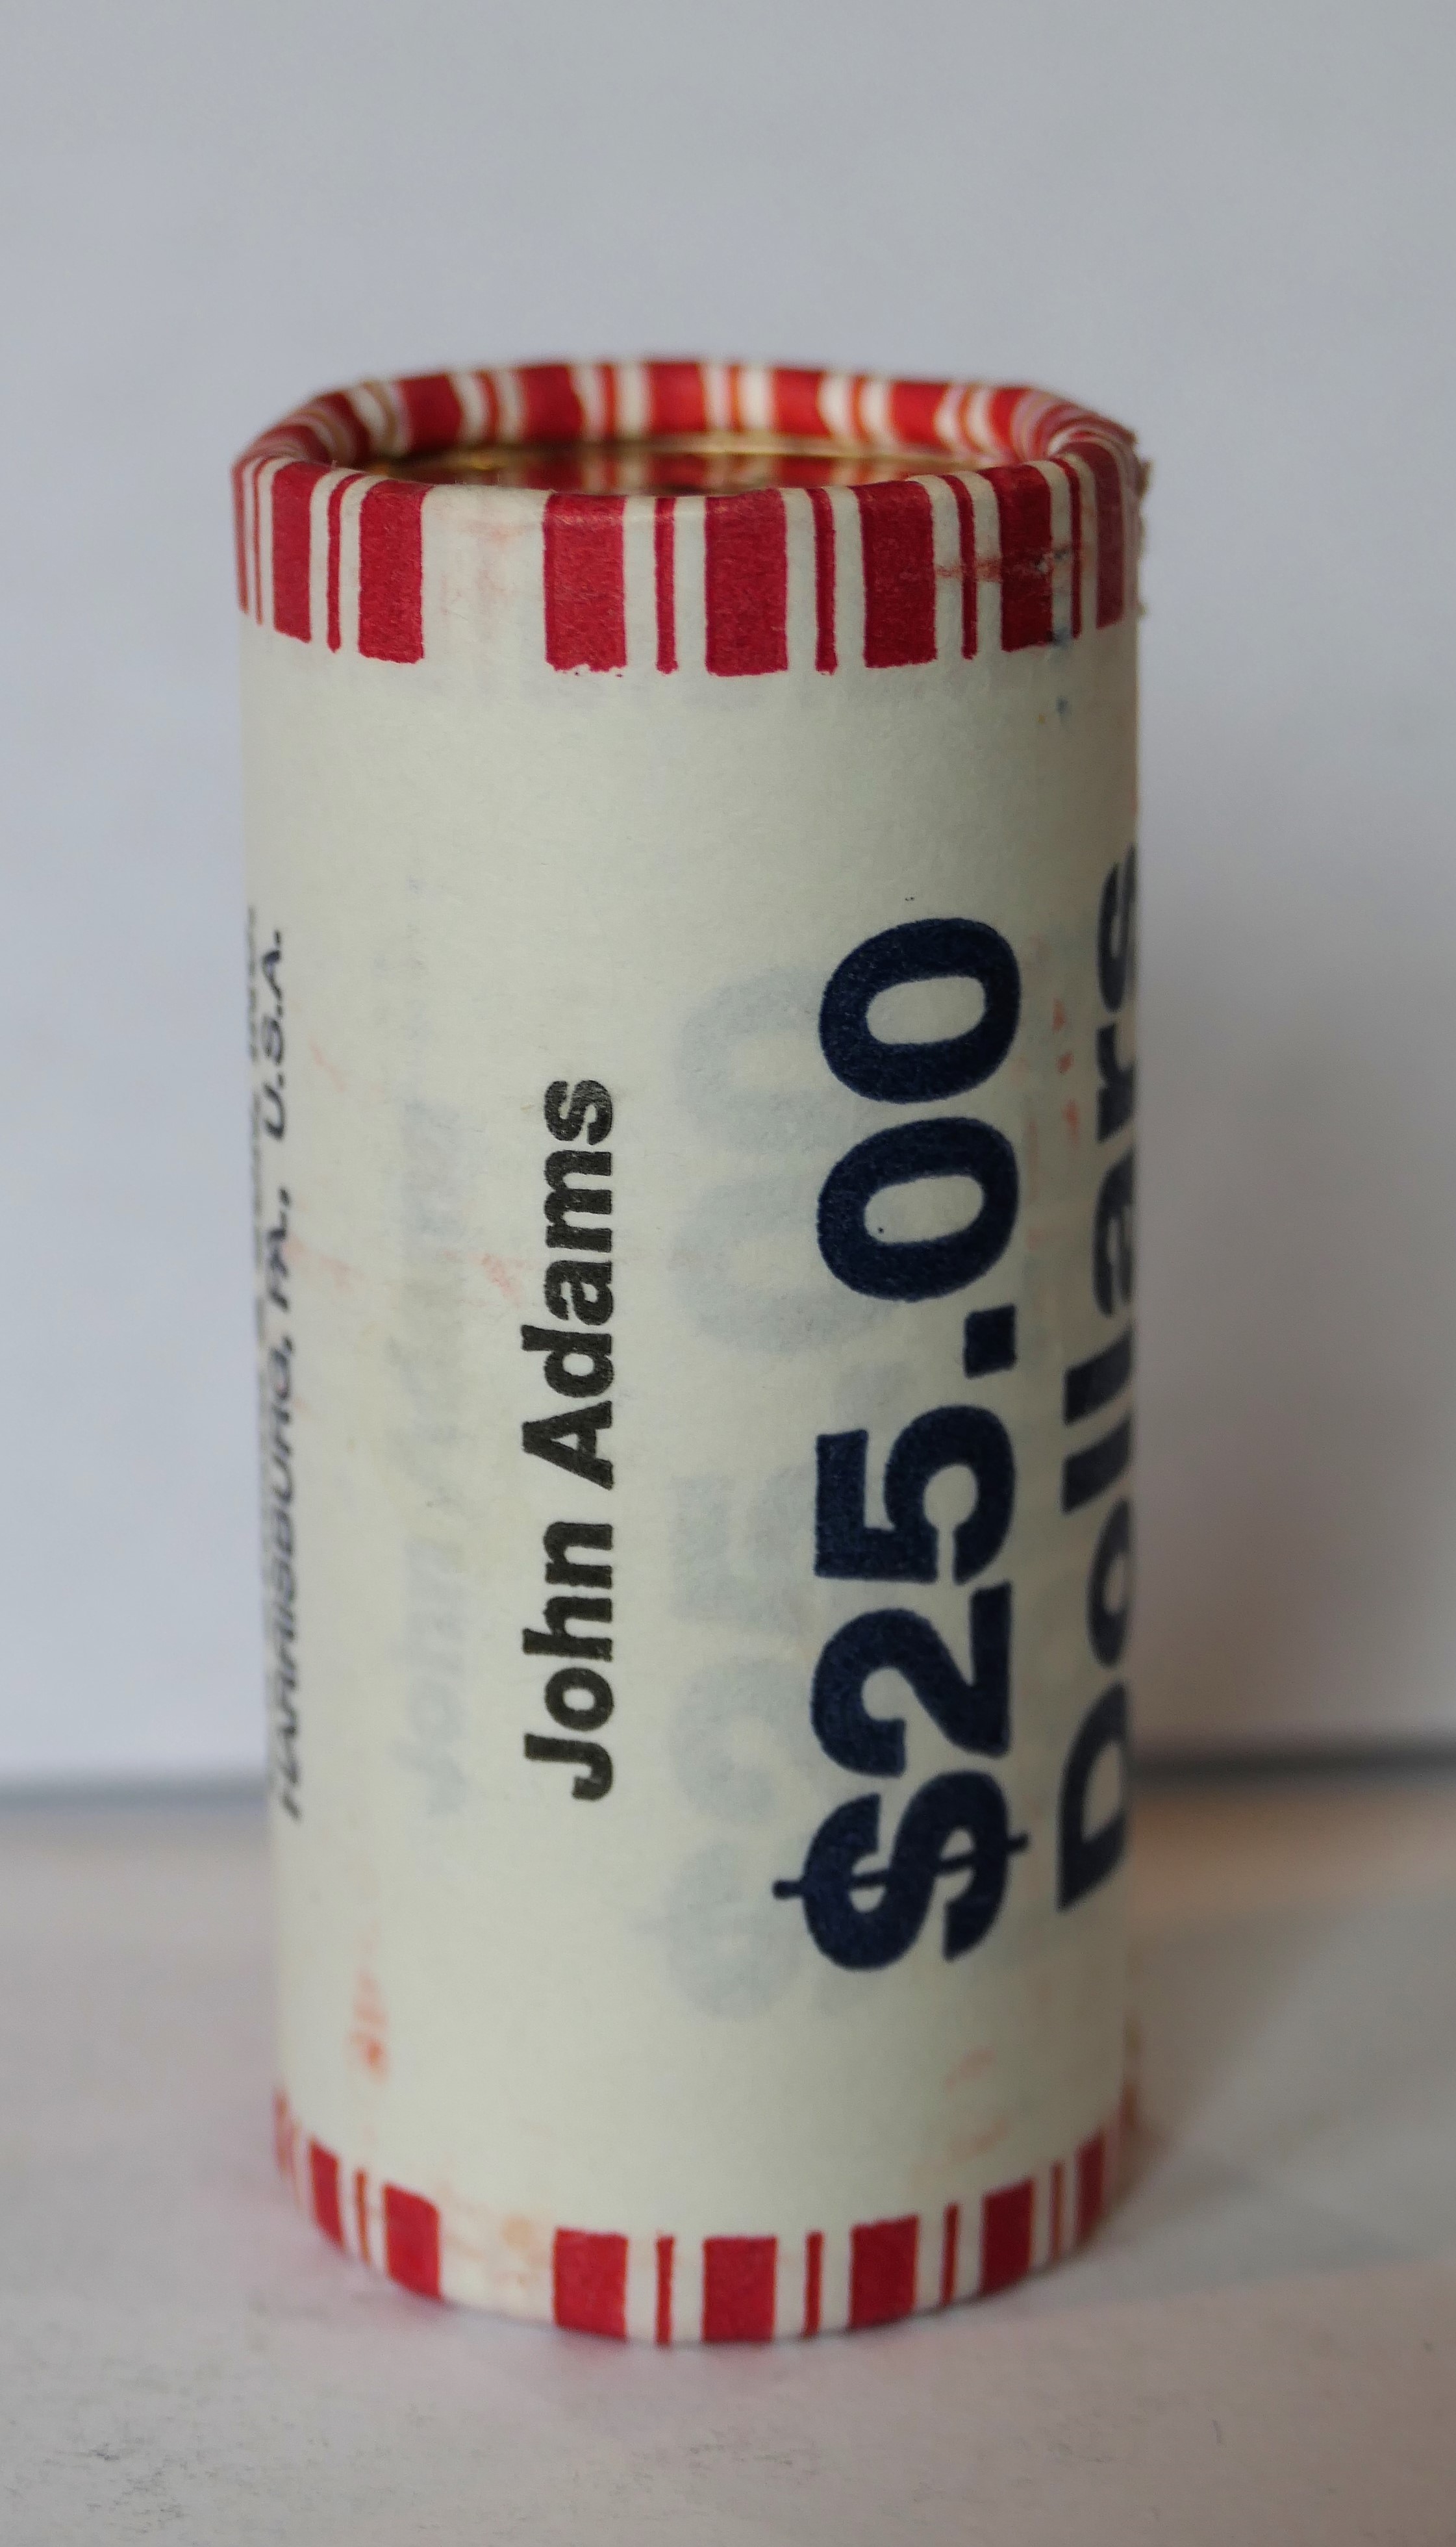 HARRISBURG, PA. U.S.A.
John Adams
$25.00
Dollars